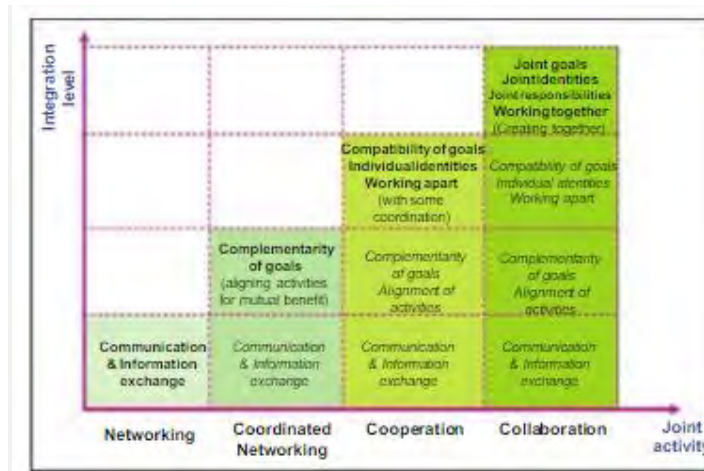 Integration
level
Joint goals
Jointidentities
Joint responsibilities
Working together
(Creating together)
Compatibility of goals
Individualidentities
Working apart
(with some
coordination)
Compatibility of goals
Individual identities
Working apart
Complementarity
of goals
(aligning activities
for mutual benefit)
Complementarity
of goals
Alignment of
activities
Complementarity
of goals
Alignment of
activities
Communication
& Information
exchange
Communication
& Information
exchange
Communication
& Information
exchange
Communication
& Information
exchange
Networking
Coordinated
Networking
Cooperation
Collaboration
Joint
activity